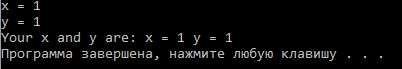 x = 1
y = 1
Your x and y are: x = 1 y = 1
Программа завершена, нажмите любую клавишу . . .